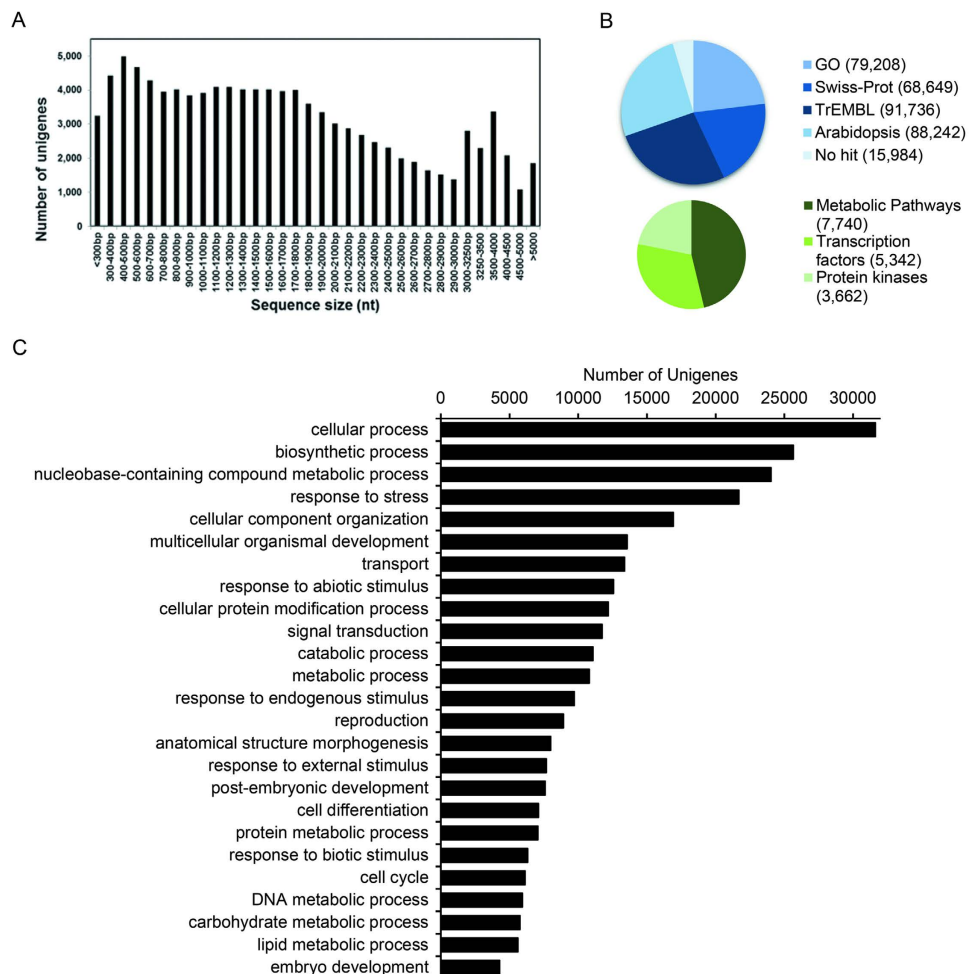 A
Number of unigenes
5,000
4,000
3,000
2,000
1,000
0
<300bp
300-400bp
400-500bp
500-600bp
600-700bp
700-800bp
800-800bp
900-1000bp
1000-1100bp
1100-1200bp
1200-1300bp
1300-1400bp
1400-1500bp
1500-1600bp
1600-1700bp
1700-1800bp
1800-1900bp
1900-2000bp
2000-2100bp
2100-2200bp
2200-2300bp
2300-2400bp
2400-2500bp
2500-2600bp
2600-2700bp
2700-2800bp
2800-2900bp
2900-3000bp
3000-3250bp
3250-3500
3500-4000
4000-4500
4500-5000
>5000
Sequence size (nt)
B
GO (79,208)
Swiss-Prot (68,649)
TrEMBL (91,736)
Arabidopsis (88,242)
No hit (15,984)
Metabolic Pathways
(7,740)
Transcription
factors (5,342)
Protein kinases
(3,662)
C
Number of Unigenes
0 5000 10000 15000 20000 25000 30000
cellular process
biosynthetic process
nucleobase-containing compound metabolic process
response to stress
cellular component organization
multicellular organismal development
transport
response to abiotic stimulus
cellular protein modification process
signal transduction
catabolic process
metabolic process
response to endogenous stimulus
reproduction
anatomical structure morphogenesis
response to external stimulus
post-embryonic development
cell differentiation
protein metabolic process
response to biotic stimulus
cell cycle
DNA metabolic process
carbohydrate metabolic process
lipid metabolic process
embryo development